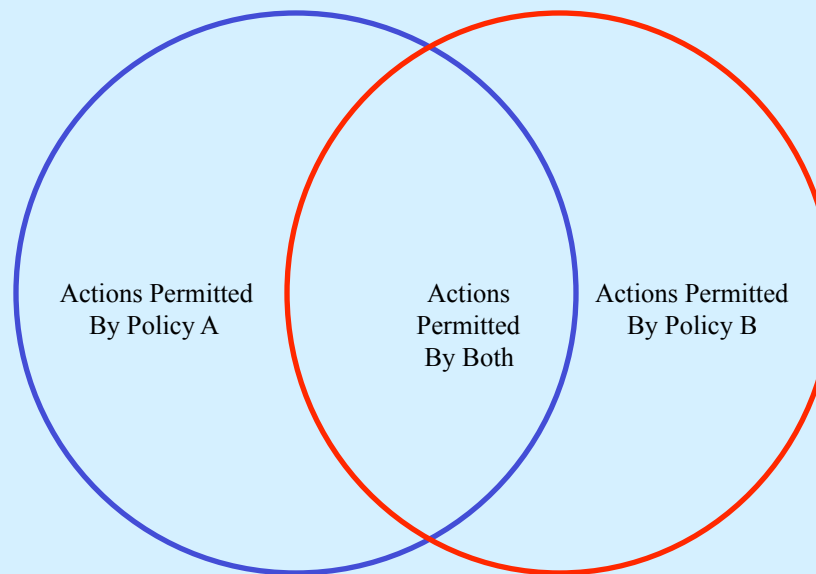 Actions Permitted
By Policy A
Actions
Permitted
By Both
Actions Permitted
By Policy B